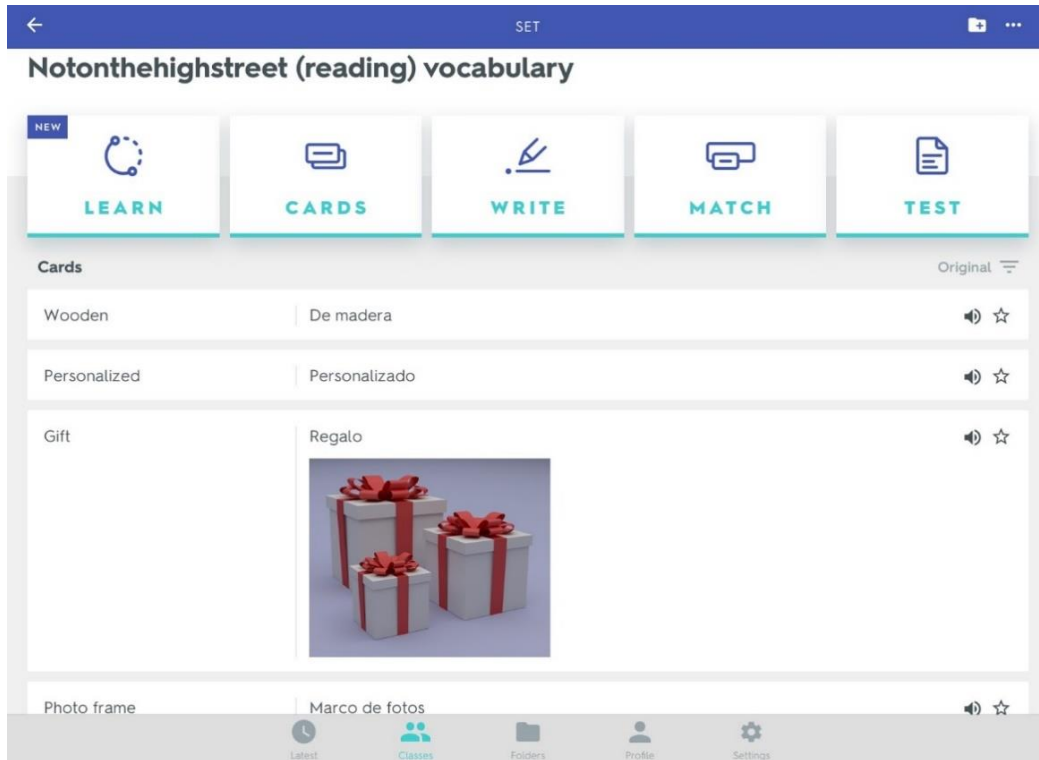 SET
Notonthehighstreet (reading) vocabulary
NEW
LEARN CARDS WRITE MATCH TEST
Cards Original
Wooden De madera
Personalized Personalizado
Gift Regalo
Photo frame Marco de fotos
Latest Classes Folders Profile Settings